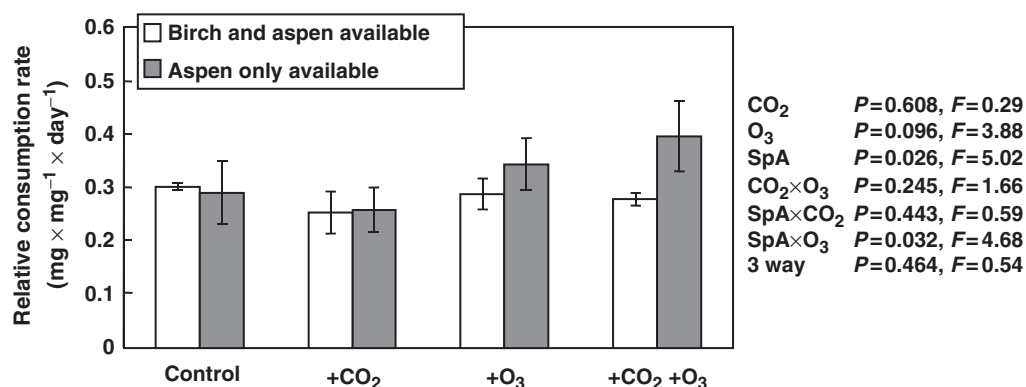 Relative consumption rate
(mg × mg⁻¹ × day⁻¹)
0.6
0.5
0.4
0.3
0.2
0.1
0
Birch and aspen available
Aspen only available
Control
+CO₂
+O₃
+CO₂ +O₃
CO₂ P=0.608, F=0.29
O₃ P=0.096, F=3.88
SpA P=0.026, F=5.02
CO₂×O₃ P=0.245, F=1.66
SpA×CO₂ P=0.443, F=0.59
SpA×O₃ P=0.032, F=4.68
3 way P=0.464, F=0.54